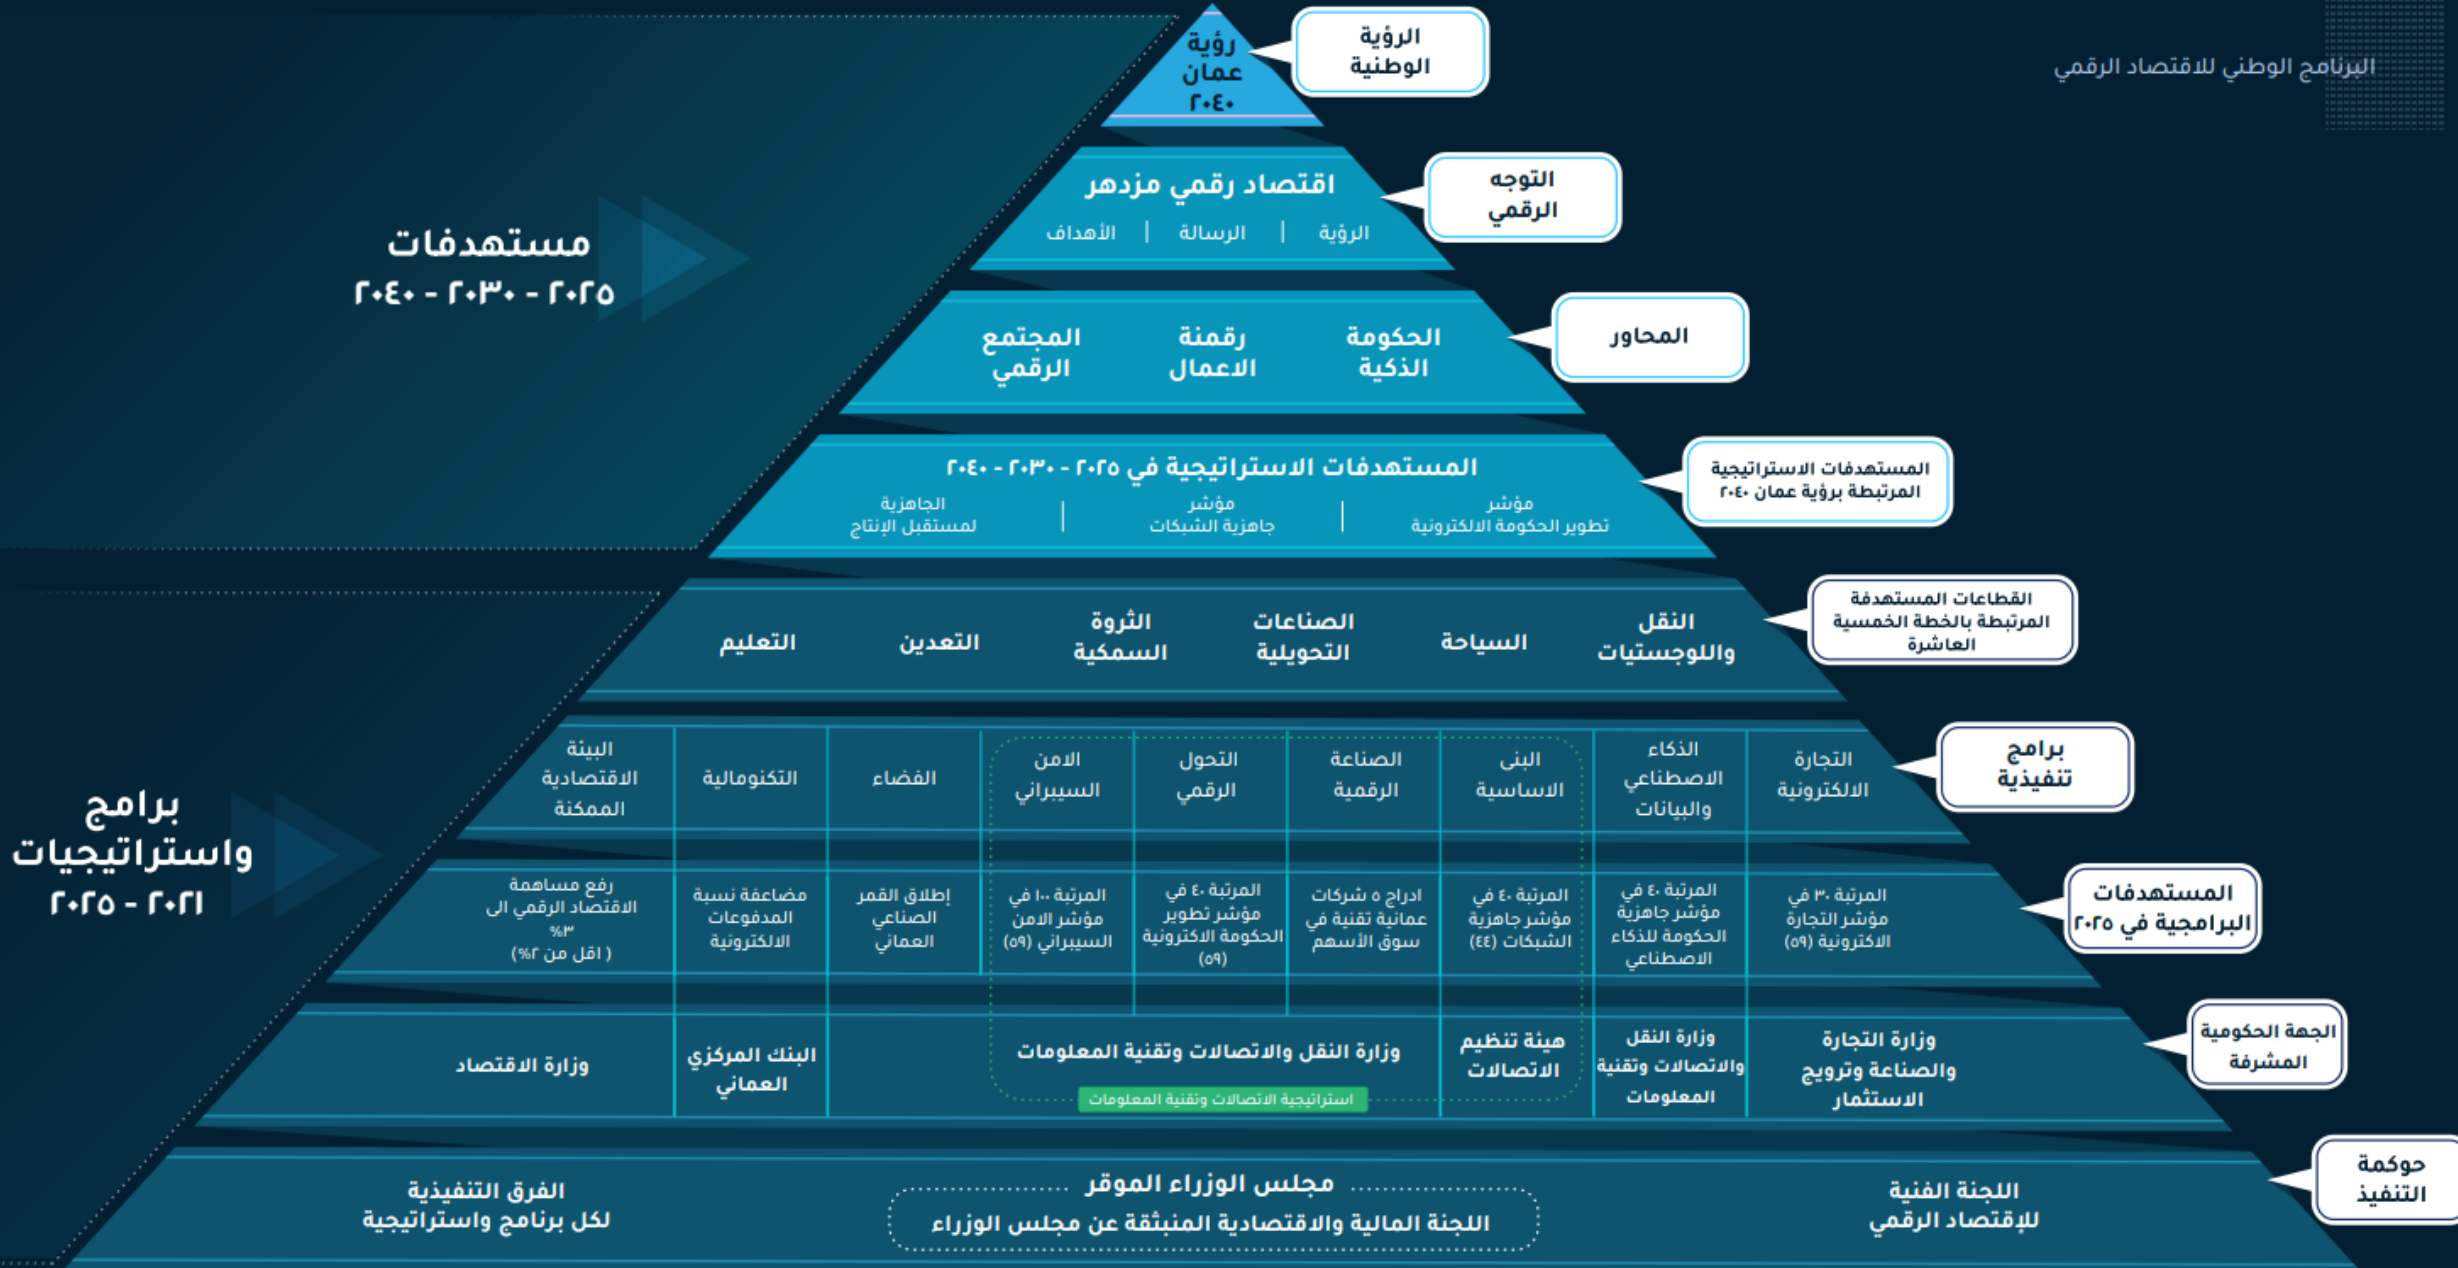 البرنامج الوطني للاقتصاد الرقمي
الرؤية
الوطنية
رؤية
عمان
٢٠٤٠
التوجه
الرقمي
اقتصاد رقمي مزدهر
الرؤية | الرسالة | الأهداف
مستهدفات
٢٠٢٥ - ٢٠٣٠ - ٢٠٤٠
المحاور
الحكومة
الذكية
رقمنة
الاعمال
المجتمع
الرقمي
المستهدفات الاستراتيجية
المرتبطة برؤية عمان ٢٠٤٠
المستهدفات الاستراتيجية في ٢٠٢٥ - ٢٠٣٠ - ٢٠٤٠
مؤشر
تطوير الحكومة الالكترونية
مؤشر
جاهزية الشبكات
الجاهزية
لمستقبل الإنتاج
القطاعات المستهدفة
المرتبطة بالخطة الخمسية
العاشرة
النقل
واللوجستيات
السياحة
الصناعات
التحويلية
الثروة
السمكية
التعدين
التعليم
برامج
واستراتيجيات
٢٠٢١ - ٢٠٢٥
برامج
تنفيذية
التجارة
الالكترونية
الذكاء
الاصطناعي
والبيانات
البنى
الاساسية
الصناعة
الرقمية
التحول
الرقمي
الامن
السيبراني
الفضاء
التكنومالية
البيئة
الاقتصادية
الممكنة
المستهدفات
البرامجية في ٢٠٢٥
المرتبة ٣٠ في
مؤشر التجارة
الاكترونية (٥٩)
المرتبة ٤٠ في
مؤشر جاهزية
الحكومة للذكاء
الاصطناعي
المرتبة ٤٠ في
مؤشر جاهزية
الشبكات (٤٤)
ادراج ٥ شركات
عمانية تقنية في
سوق الأسهم
المرتبة ٤٠ في
مؤشر تطوير
الحكومة الاكترونية
(٥٩)
المرتبة ١٠٠ في
مؤشر الامن
السيبراني (٥٩)
إطلاق القمر
الصناعي
العماني
مضاعفة نسبة
المدفوعات
الالكترونية
رفع مساهمة
الاقتصاد الرقمي الى
٣%
( اقل من ٢%)
الجهة الحكومية
المشرفة
وزارة التجارة
والصناعة وترويج
الاستثمار
وزارة النقل
والاتصالات وتقنية
المعلومات
هيئة تنظيم
الاتصالات
وزارة النقل والاتصالات وتقنية المعلومات
استراتيجية الاتصالات وتقنية المعلومات
البنك المركزي
العماني
وزارة الاقتصاد
حوكمة
التنفيذ
اللجنة الفنية
للإقتصاد الرقمي
مجلس الوزراء الموقر
اللجنة المالية والاقتصادية المنبثقة عن مجلس الوزراء
الفرق التنفيذية
لكل برنامج واستراتيجية